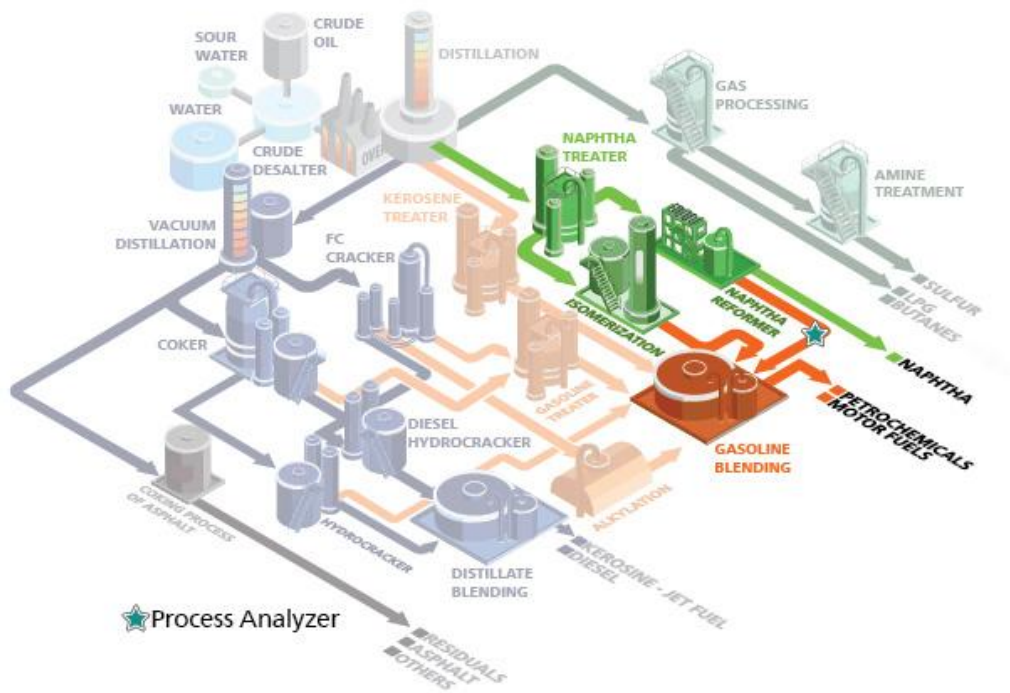 CRUDE
OIL
SOUR
WATER
DISTILLATION
WATER
CRUDE
DESALTER
OVEN
GAS
PROCESSING
NAPHTHA
TREATER
AMINE
TREATMENT
KEROSENE
TREATER
VACUUM
DISTILLATION
FC
CRACKER
SULFUR
LPG
BUTANES
NAPHTHA
REFORMER
ISOMERIZATION
COKER
NAPHTHA
PETROCHEMICALS
MOTOR FUELS
GASOLINE
TREATER
DIESEL
HYDROCRACKER
GASOLINE
BLENDING
ALKYLATION
COKING PROCESS
OF ASPHALT
HYDROCRACKER
KEROSINE - JET FUEL
DIESEL
DISTILLATE
BLENDING
Process Analyzer
RESIDUALS
ASPHALT
OTHERS